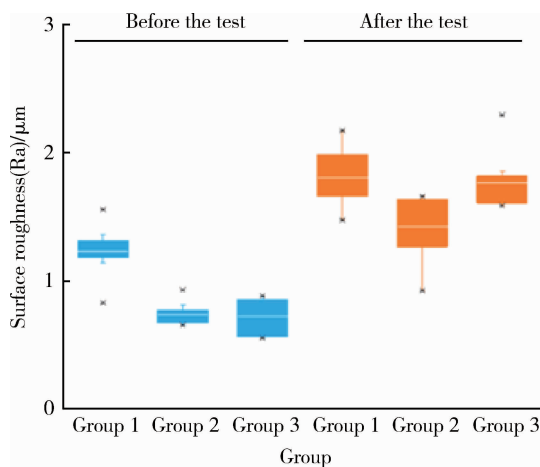 Before the test
After the test
3
2
1
0
Surface roughness(Ra)/μm
Group 1
Group 2
Group 3
Group 1
Group 2
Group 3
Group